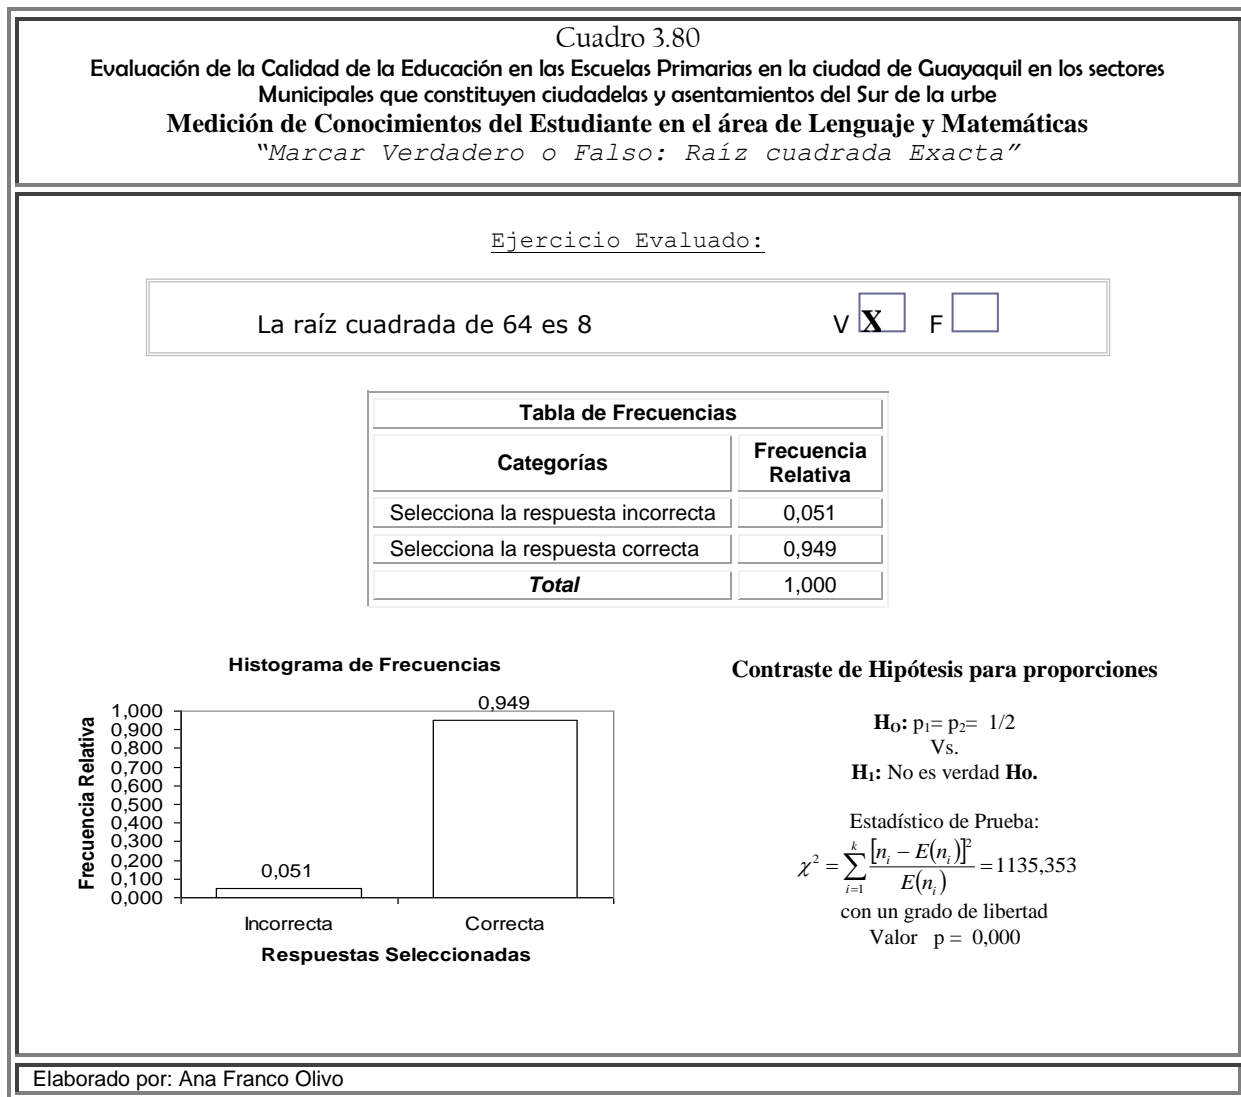 Cuadro 3.80
Evaluación de la Calidad de la Educación en las Escuelas Primarias en la ciudad de Guayaquil en los sectores
Municipales que constituyen ciudadelas y asentamientos del Sur de la urbe
Medición de Conocimientos del Estudiante en el área de Lenguaje y Matemáticas
"Marcar Verdadero o Falso: Raíz cuadrada Exacta"
Ejercicio Evaluado:
La raíz cuadrada de 64 es 8 V X F
Tabla de Frecuencias
Categorías Frecuencia Relativa
Selecciona la respuesta incorrecta 0,051
Selecciona la respuesta correcta 0,949
Total 1,000
Histograma de Frecuencias
Frecuencia Relativa
1,000
0,900
0,800
0,700
0,600
0,500
0,400
0,300
0,200
0,100
0,000
0,051
0,949
Incorrecta Correcta
Respuestas Seleccionadas
Contraste de Hipótesis para proporciones
H₀: p₁= p₂= 1/2
Vs.
H₁: No es verdad Ho.
Estadístico de Prueba:
χ² = ∑ᵢ₌₁ᵏ [nᵢ − E(nᵢ)]² / E(nᵢ) = 1135,353
con un grado de libertad
Valor p = 0,000
Elaborado por: Ana Franco Olivo